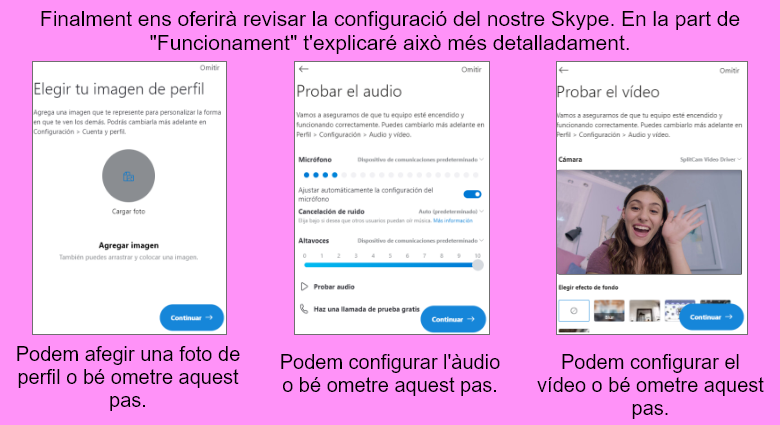 Finalment ens oferirà revisar la configuració del nostre Skype. En la part de
"Funcionament" t'explicaré això més detalladament.
Omitir
Elegir tu imagen de perfil
Agrega una imagen que te represente para personalizar la forma
en que te ven los demás. Podrás cambiarla más adelante en
Configuración > Cuenta y perfil.
Cargar foto
Agregar imagen
También puedes arrastrar y colocar una imagen.
Continuar
Omitir
Probar el audio
Vamos a asegurarnos de que tu equipo esté encendido y
funcionando correctamente. Puedes cambiarlo más adelante en
Perfil > Configuración > Audio y vídeo.
Micrófono Dispositivo de comunicaciones predeterminado
Ajustar automáticamente la configuración del
micrófono
Cancelación de ruido Auto (predeterminado)
Dija bajo o desea que otros usuarios puedan oír música. Más información
Altavoces Dispositivo de comunicaciones predeterminado
0 1 2 3 4 5 6 7 8 9 10
Probar audio
Haz una llamada de prueba gratis
Continuar
Omitir
Probar el vídeo
Vamos a asegurarnos de que tu equipo esté encendido y
funcionando correctamente. Puedes cambiarlo más adelante en
Perfil > Configuración > Audio y vídeo.
Cámara SplitCam Video Driver
Elegir efecto de fondo
Continuar
Podem afegir una foto de
perfil o bé ometre aquest
pas.
Podem configurar l'àudio
o bé ometre aquest pas.
Podem configurar el
vídeo o bé ometre aquest
pas.